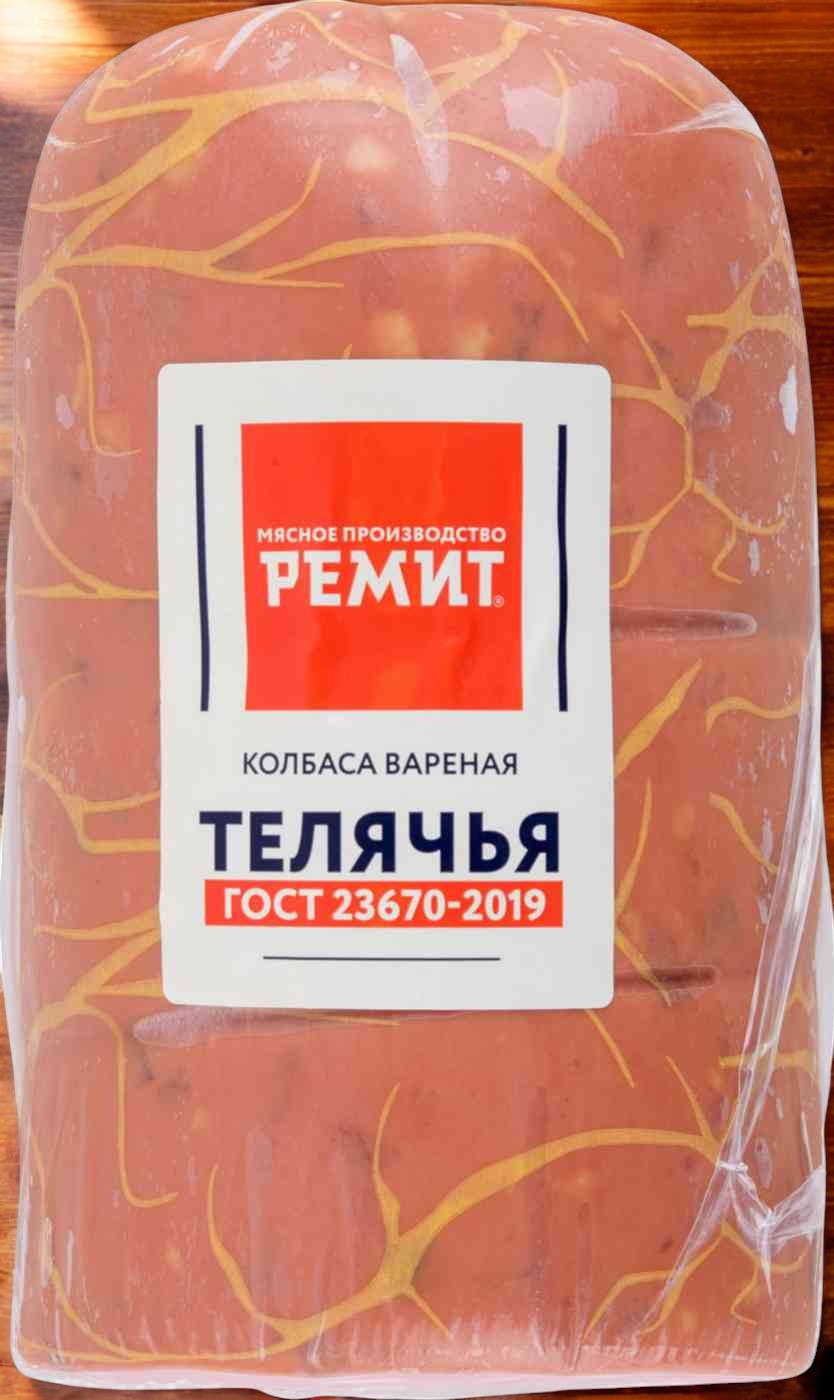 МЯСНОЕ ПРОИЗВОДСТВО
РЕМИТ®
КОЛБАСА ВАРЕНАЯ
ТЕЛЯЧЬЯ
ГОСТ 23670-2019